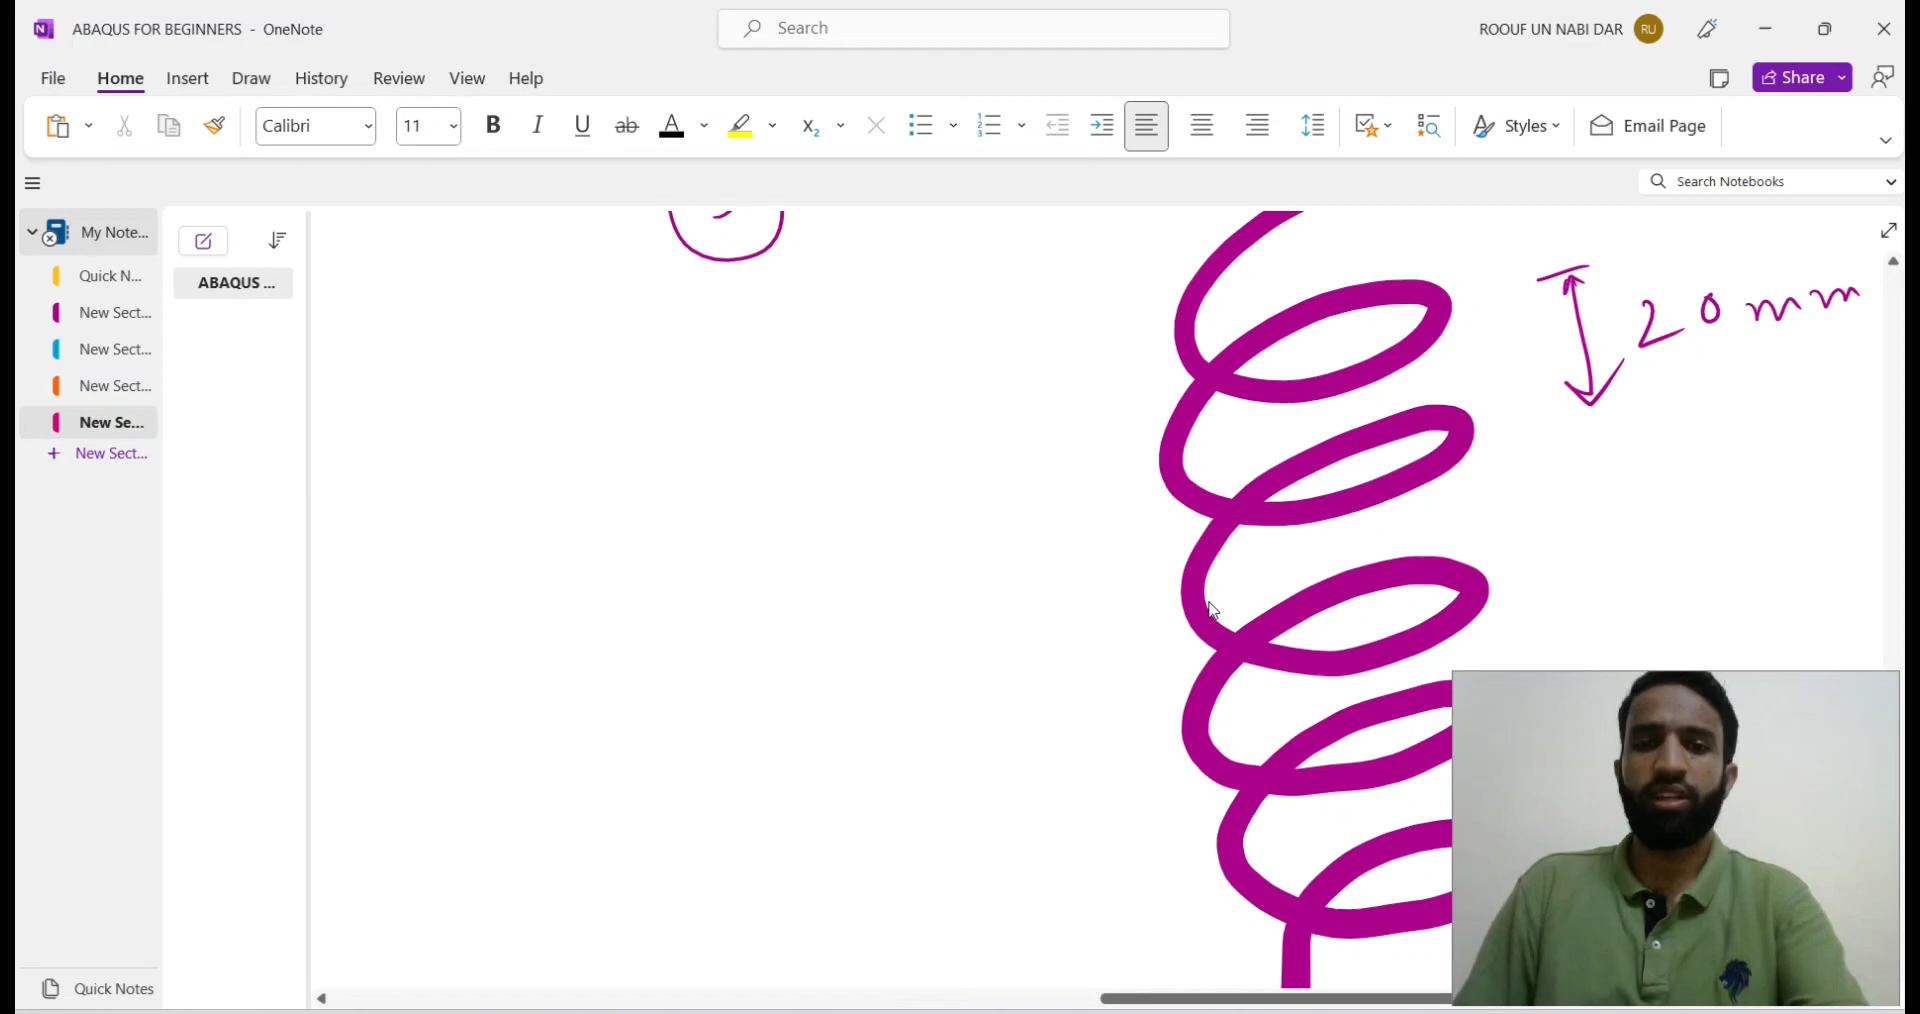 ABAQUS FOR BEGINNERS - OneNote
Search
ROOUF UN NABI DAR
RU
File Home Insert Draw History Review View Help
Share
Calibri
11
B I U ab A x₂
Styles
Email Page
Search Notebooks
My Note...
Quick N...
New Sect...
New Sect...
New Sect...
New Se...
+ New Sect...
ABAQUS ...
20 mm
Quick Notes